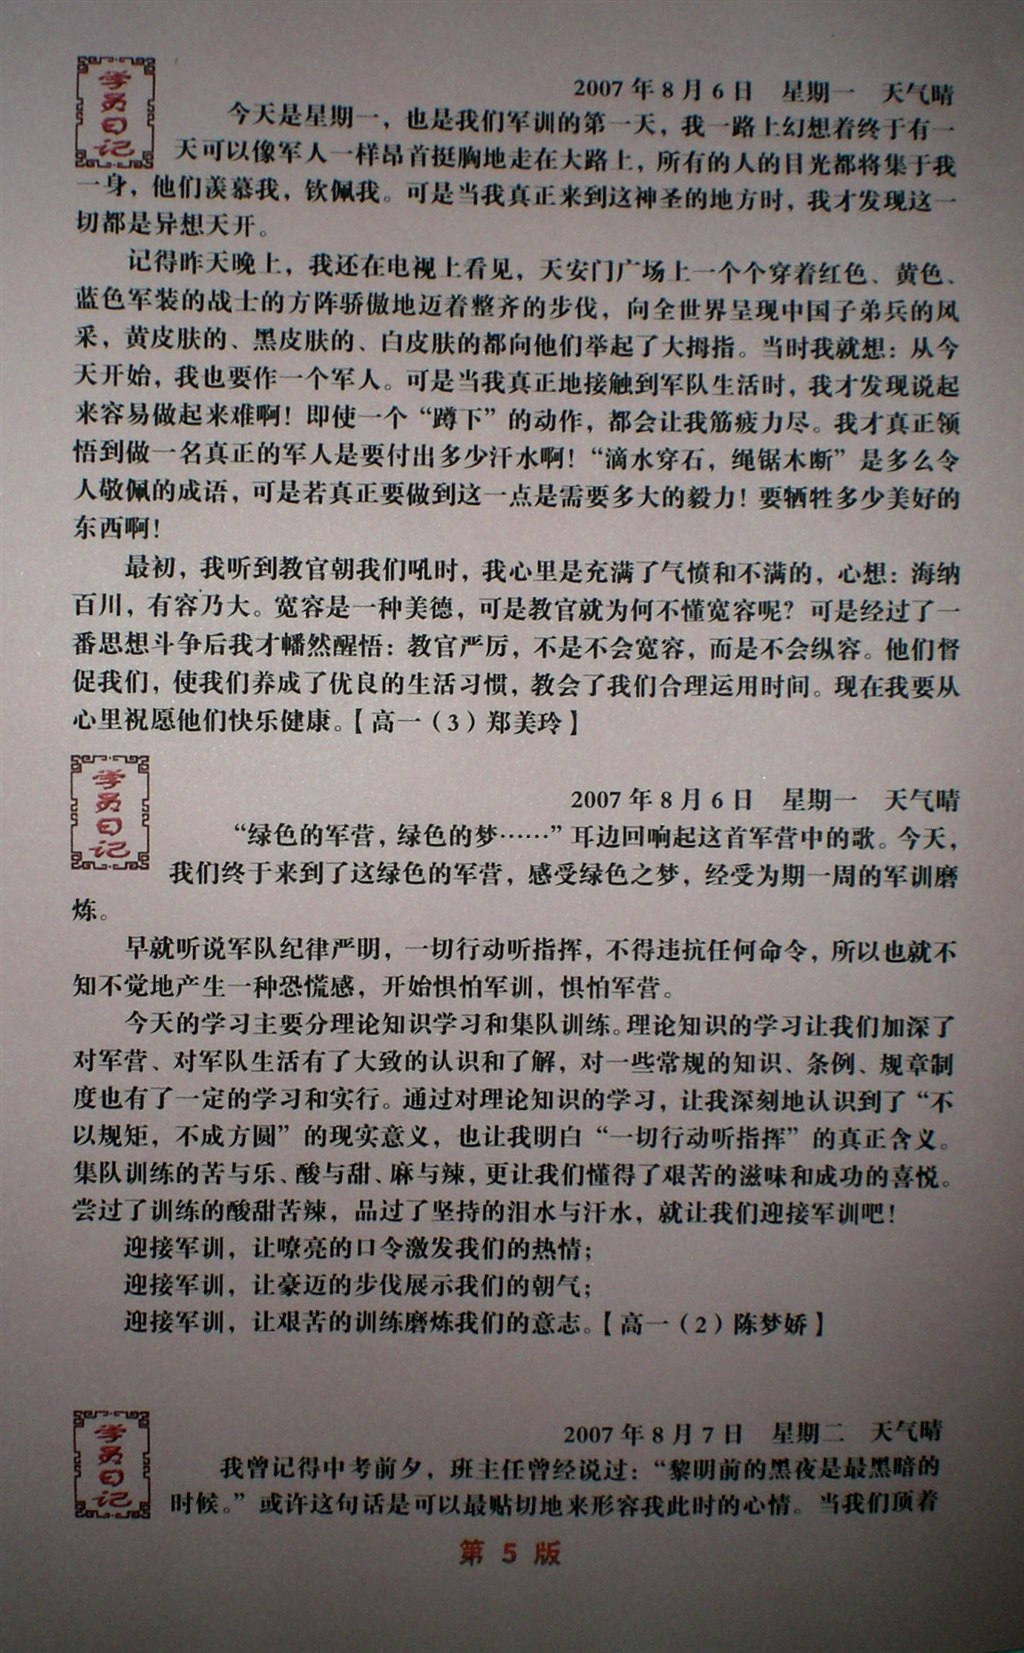 学员日记
2007 年 8 月 6 日　星期一　天气晴
今天是星期一，也是我们军训的第一天，我一路上幻想着终于有一
天可以像军人一样昂首挺胸地走在大路上，所有的人的目光都将集于我
一身，他们羡慕我，钦佩我。可是当我真正来到这神圣的地方时，我才发现这一
切都是异想天开。
记得昨天晚上，我还在电视上看见，天安门广场上一个个穿着红色、黄色、
蓝色军装的战士的方阵骄傲地迈着整齐的步伐，向全世界呈现中国子弟兵的风
采，黄皮肤的、黑皮肤的、白皮肤的都向他们举起了大拇指。当时我就想：从今
天开始，我也要作一个军人。可是当我真正地接触到军队生活时，我才发现说起
来容易做起来难啊！即使一个“蹲下”的动作，都会让我筋疲力尽。我才真正领
悟到做一名真正的军人是要付出多少汗水啊！“滴水穿石，绳锯木断”是多么令
人敬佩的成语，可是若真正要做到这一点是需要多大的毅力！要牺牲多少美好的
东西啊！
最初，我听到教官朝我们吼时，我心里是充满了气愤和不满的，心想：海纳
百川，有容乃大。宽容是一种美德，可是教官就为何不懂宽容呢？可是经过了一
番思想斗争后我才幡然醒悟：教官严厉，不是不会宽容，而是不会纵容。他们督
促我们，使我们养成了优良的生活习惯，教会了我们合理运用时间。现在我要从
心里祝愿他们快乐健康。【高一（3）郑美玲】
学员日记
2007 年 8 月 6 日　星期一　天气晴
“绿色的军营，绿色的梦……”耳边回响起这首军营中的歌。今天，
我们终于来到了这绿色的军营，感受绿色之梦，经受为期一周的军训磨
炼。
早就听说军队纪律严明，一切行动听指挥，不得违抗任何命令，所以也就不
知不觉地产生一种恐慌感，开始惧怕军训，惧怕军营。
今天的学习主要分理论知识学习和集队训练。理论知识的学习让我们加深了
对军营、对军队生活有了大致的认识和了解，对一些常规的知识、条例、规章制
度也有了一定的学习和实行。通过对理论知识的学习，让我深刻地认识到了“不
以规矩，不成方圆”的现实意义，也让我明白“一切行动听指挥”的真正含义。
集队训练的苦与乐、酸与甜、麻与辣，更让我们懂得了艰苦的滋味和成功的喜悦。
尝过了训练的酸甜苦辣，品过了坚持的泪水与汗水，就让我们迎接军训吧！
迎接军训，让嘹亮的口令激发我们的热情；
迎接军训，让豪迈的步伐展示我们的朝气；
迎接军训，让艰苦的训练磨炼我们的意志。【高一（2）陈梦娇】
学员日记
2007 年 8 月 7 日　星期二　天气晴
我曾记得中考前夕，班主任曾经说过：“黎明前的黑夜是最黑暗的
时候。”或许这句话是可以最贴切地来形容我此时的心情。当我们顶着
第 5 版